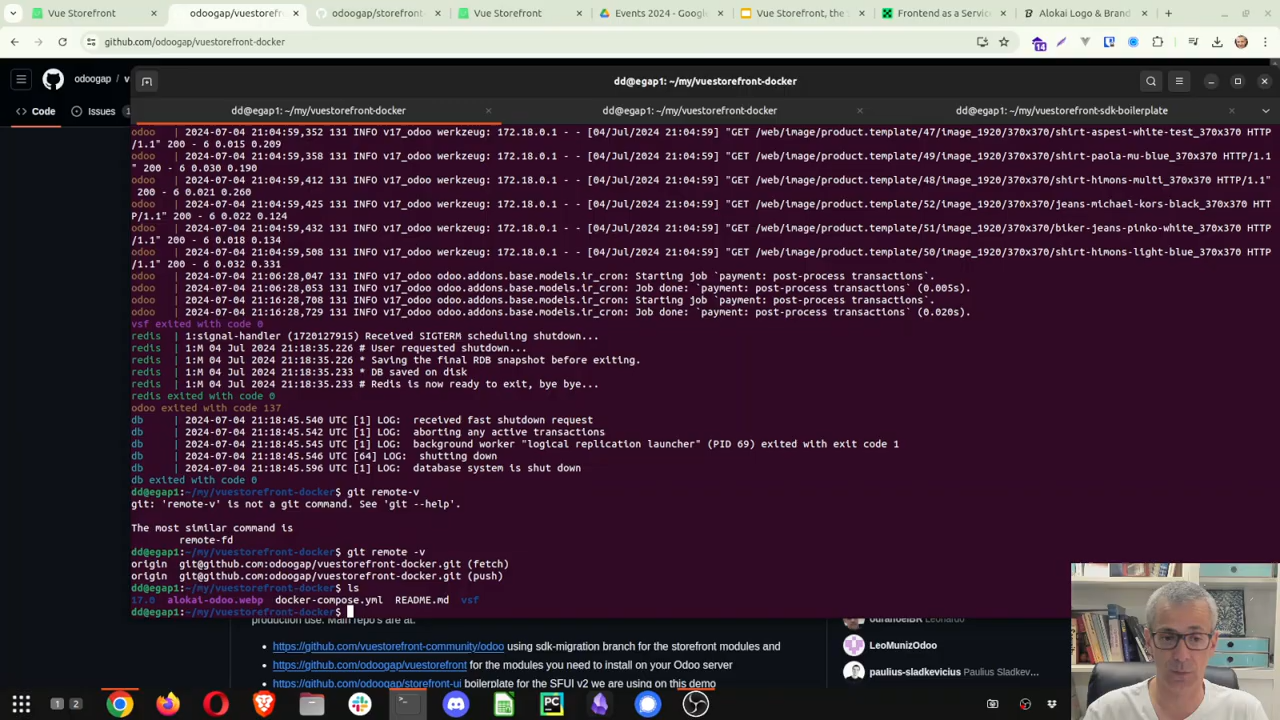 Vue Storefront
odoogap/vuestorefr
odoogap/storefront-
Vue Storefront
Events 2024 - Google
Vue Storefront, the
Frontend as a Service
Alokai Logo & Brand
github.com/odoogap/vuestorefront-docker
14
odoogap / v
dd@egap1: ~/my/vuestorefront-docker
Code
Issues
1
dd@egap1: ~/my/vuestorefront-docker
dd@egap1: ~/my/vuestorefront-docker
dd@egap1: ~/my/vuestorefront-sdk-boilerplate
odoo | 2024-07-04 21:04:59,352 131 INFO v17_odoo werkzeug: 172.18.0.1 - - [04/Jul/2024 21:04:59] "GET /web/image/product.template/47/image_1920/370x370/shirt-aspesi-white-test_370x370 HTTP
/1.1" 200 - 6 0.015 0.209
odoo | 2024-07-04 21:04:59,358 131 INFO v17_odoo werkzeug: 172.18.0.1 - - [04/Jul/2024 21:04:59] "GET /web/image/product.template/49/image_1920/370x370/shirt-paola-mu-blue_370x370 HTTP/1.1
" 200 - 6 0.030 0.190
odoo | 2024-07-04 21:04:59,412 131 INFO v17_odoo werkzeug: 172.18.0.1 - - [04/Jul/2024 21:04:59] "GET /web/image/product.template/48/image_1920/370x370/shirt-himons-multi_370x370 HTTP/1.1"
200 - 6 0.021 0.260
odoo | 2024-07-04 21:04:59,425 131 INFO v17_odoo werkzeug: 172.18.0.1 - - [04/Jul/2024 21:04:59] "GET /web/image/product.template/52/image_1920/370x370/jeans-michael-kors-black_370x370 HTT
P/1.1" 200 - 6 0.022 0.124
odoo | 2024-07-04 21:04:59,432 131 INFO v17_odoo werkzeug: 172.18.0.1 - - [04/Jul/2024 21:04:59] "GET /web/image/product.template/51/image_1920/370x370/biker-jeans-pinko-white_370x370 HTTP
/1.1" 200 - 6 0.018 0.134
odoo | 2024-07-04 21:04:59,508 131 INFO v17_odoo werkzeug: 172.18.0.1 - - [04/Jul/2024 21:04:59] "GET /web/image/product.template/50/image_1920/370x370/shirt-himons-light-blue_370x370 HTTP
/1.1" 200 - 6 0.032 0.331
odoo | 2024-07-04 21:06:28,047 131 INFO v17_odoo odoo.addons.base.models.ir_cron: Starting job `payment: post-process transactions`.
odoo | 2024-07-04 21:06:28,053 131 INFO v17_odoo odoo.addons.base.models.ir_cron: Job done: `payment: post-process transactions` (0.005s).
odoo | 2024-07-04 21:16:28,708 131 INFO v17_odoo odoo.addons.base.models.ir_cron: Starting job `payment: post-process transactions`.
odoo | 2024-07-04 21:16:28,729 131 INFO v17_odoo odoo.addons.base.models.ir_cron: Job done: `payment: post-process transactions` (0.020s).
vsf exited with code 0
redis | 1:signal-handler (1720127915) Received SIGTERM scheduling shutdown...
redis | 1:M 04 Jul 2024 21:18:35.226 # User requested shutdown...
redis | 1:M 04 Jul 2024 21:18:35.226 * Saving the final RDB snapshot before exiting.
redis | 1:M 04 Jul 2024 21:18:35.233 * DB saved on disk
redis | 1:M 04 Jul 2024 21:18:35.233 # Redis is now ready to exit, bye bye...
redis exited with code 0
odoo exited with code 137
db | 2024-07-04 21:18:45.540 UTC [1] LOG: received fast shutdown request
db | 2024-07-04 21:18:45.542 UTC [1] LOG: aborting any active transactions
db | 2024-07-04 21:18:45.545 UTC [1] LOG: background worker "logical replication launcher" (PID 69) exited with exit code 1
db | 2024-07-04 21:18:45.546 UTC [64] LOG: shutting down
db | 2024-07-04 21:18:45.596 UTC [1] LOG: database system is shut down
db exited with code 0
dd@egap1:~/my/vuestorefront-docker$ git remote-v
git: 'remote-v' is not a git command. See 'git --help'.
The most similar command is
remote-fd
dd@egap1:~/my/vuestorefront-docker$ git remote -v
origin git@github.com:odoogap/vuestorefront-docker.git (fetch)
origin git@github.com:odoogap/vuestorefront-docker.git (push)
dd@egap1:~/my/vuestorefront-docker$ ls
17.0 alokai-odoo.webp docker-compose.yml README.md vsf
dd@egap1:~/my/vuestorefront-docker$
production use. Main repo's are at:
https://github.com/vuestorefront-community/odoo using sdk-migration branch for the storefront modules and
https://github.com/odoogap/vuestorefront for the modules you need to install on your Odoo server
https://github.com/odoogap/storefront-ui boilerplate for the SFUI v2 we are using on this demo
Leonardo
LeoMunizOdoo
paulius-sladkevicius Paulius Sladkev...
1 2